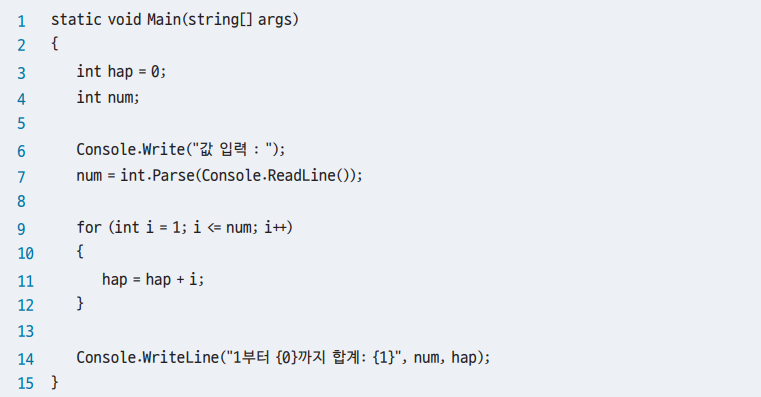 1 static void Main(string[] args)
2 {
3 int hap = 0;
4 int num;
5
6 Console.Write("값 입력 : ");
7 num = int.Parse(Console.ReadLine());
8
9 for (int i = 1; i <= num; i++)
10 {
11 hap = hap + i;
12 }
13
14 Console.WriteLine("1부터 {0}까지 합계: {1}", num, hap);
15 }